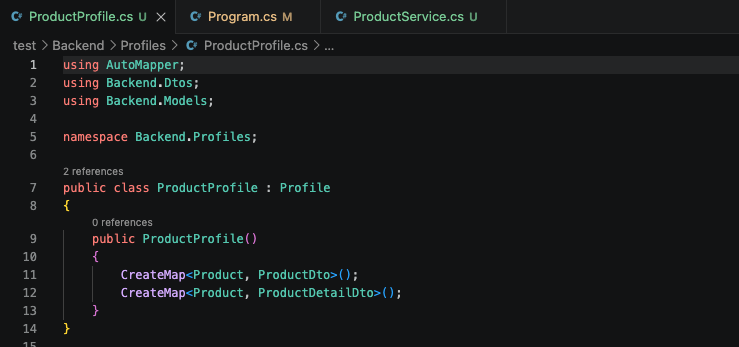 C# ProductProfile.cs U × C# Program.cs M C# ProductService.cs U
test > Backend > Profiles > C# ProductProfile.cs > ...
1 using AutoMapper;
2 using Backend.Dtos;
3 using Backend.Models;
4
5 namespace Backend.Profiles;
6
2 references
7 public class ProductProfile : Profile
8 {
0 references
9 public ProductProfile()
10 {
11 CreateMap<Product, ProductDto>();
12 CreateMap<Product, ProductDetailDto>();
13 }
14 }
15